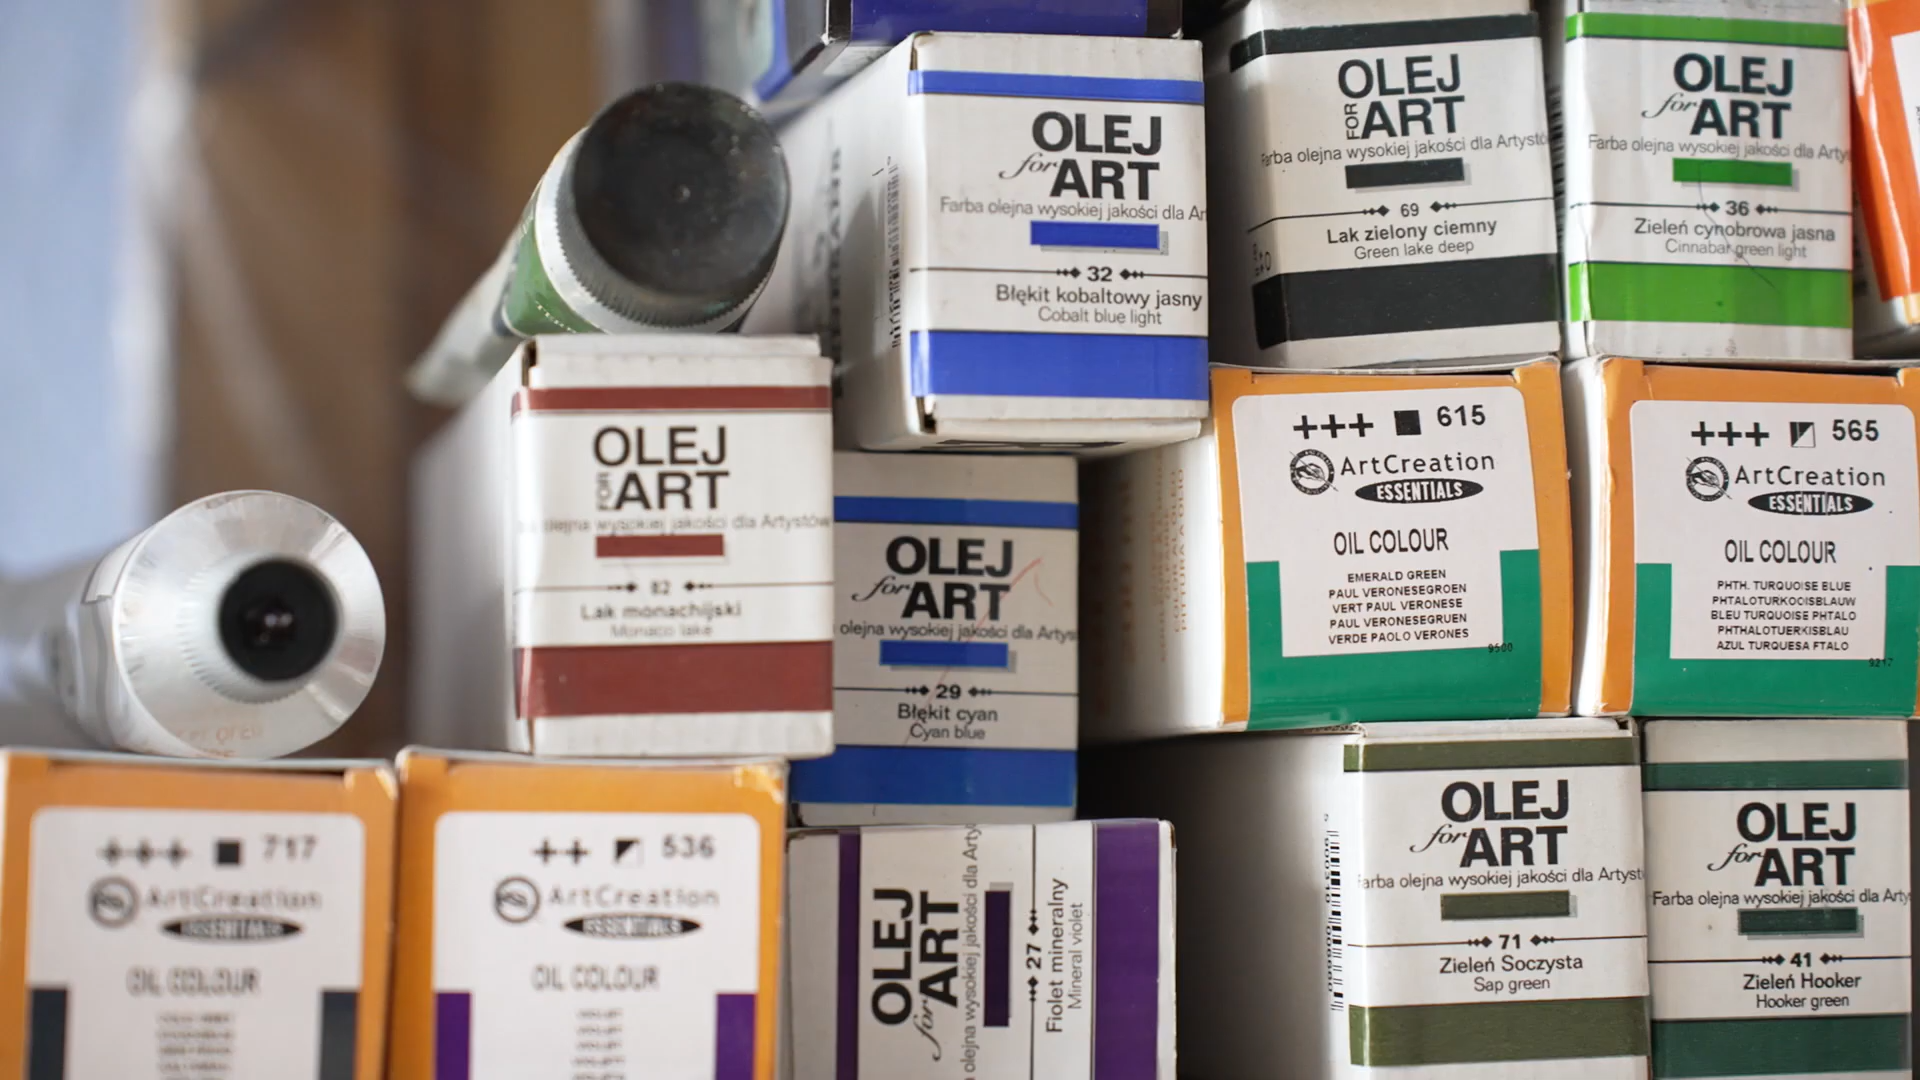 OLEJ
for ART
Farba olejna wysokiej jakości dla Ar
32
Błękit kobaltowy jasny
Cobalt blue light
OLEJ
FOR ART
Farba olejna wysokiej jakości dla Artystó
69
Lak zielony ciemny
Green lake deep
OLEJ
for ART
Farba olejna wysokiej jakości dla Arty
36
Zieleń cynobrowa jasna
Cinnabar green light
OLEJ
FOR ART
olejna wysokiej jakości dla Artystów
82
Lak monachijski
Monaco lake
OLEJ
for ART
olejna wysokiej jakości dla Artys
29
Błękit cyan
Cyan blue
+++ 615
ArtCreation
ESSENTIALS
OIL COLOUR
EMERALD GREEN
PAUL VERONESEGROEN
VERT PAUL VERONESE
PAUL VERONESEGRUEN
VERDE PAOLO VERONES
9500
+++ 565
ArtCreation
ESSENTIALS
OIL COLOUR
PHTH. TURQUOISE BLUE
PHTALOTURKOOISBLAUW
BLEU TURQUOISE PHTALO
PHTHALOTUERKISBLAU
AZUL TURQUESA FTALO
9217
+++ 717
ArtCreation
ESSENTIALS
OIL COLOUR
++ 536
ArtCreation
ESSENTIALS
OIL COLOUR
OLEJ
for ART
olejna wysokiej jakości dla Arty
27
Fiolet mineralny
Mineral violet
OLEJ
for ART
Farba olejna wysokiej jakości dla Artyst
71
Zieleń Soczysta
Sap green
OLEJ
for ART
Farba olejna wysokiej jakości dla Arty
41
Zieleń Hooker
Hooker green